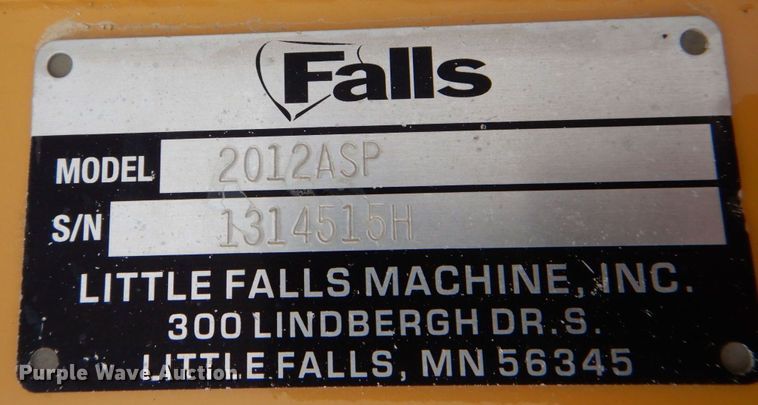 Falls
MODEL 2012ASP
S/N 1314515H
LITTLE FALLS MACHINE, INC.
300 LINDBERGH DR.S.
LITTLE FALLS, MN 56345
Purple Wave Auction